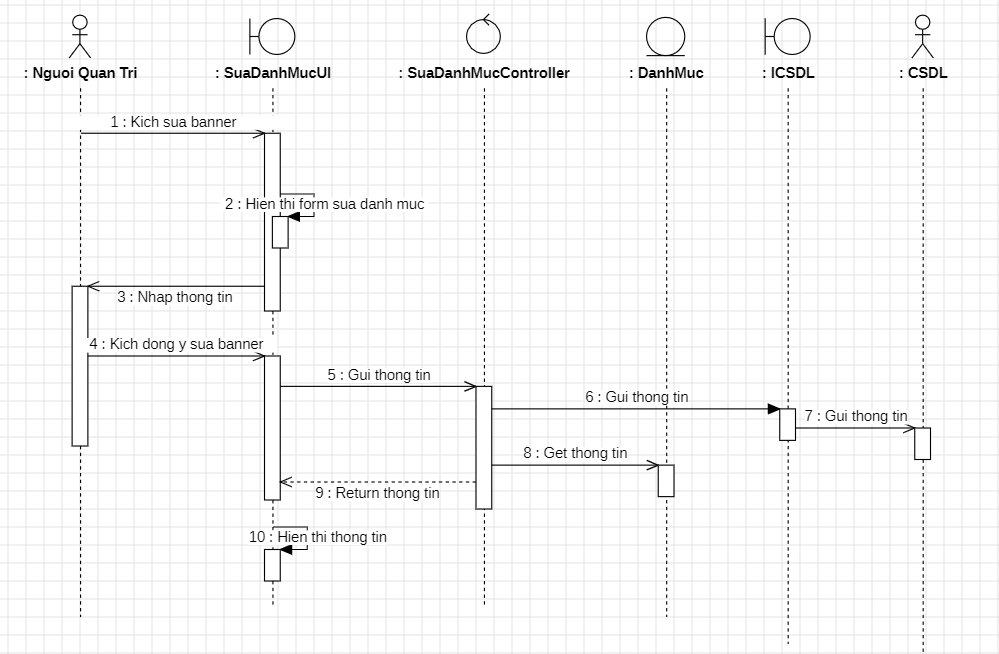 : Nguoi Quan Tri
: SuaDanhMucUI
: SuaDanhMucController
: DanhMuc
: ICSDL
: CSDL
1 : Kich sua banner
2 : Hien thi form sua danh muc
3 : Nhap thong tin
4 : Kich dong y sua banner
5 : Gui thong tin
6 : Gui thong tin
7 : Gui thong tin
8 : Get thong tin
9 : Return thong tin
10 : Hien thi thong tin